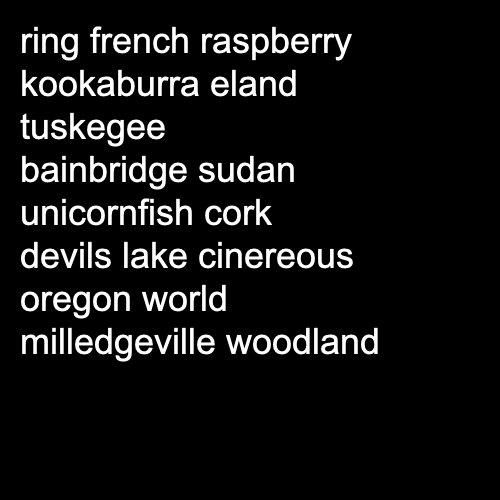 ring french raspberry
kookaburra eland
tuskegee
bainbridge sudan
unicornfish cork
devils lake cinereous
oregon world
milledgeville woodland